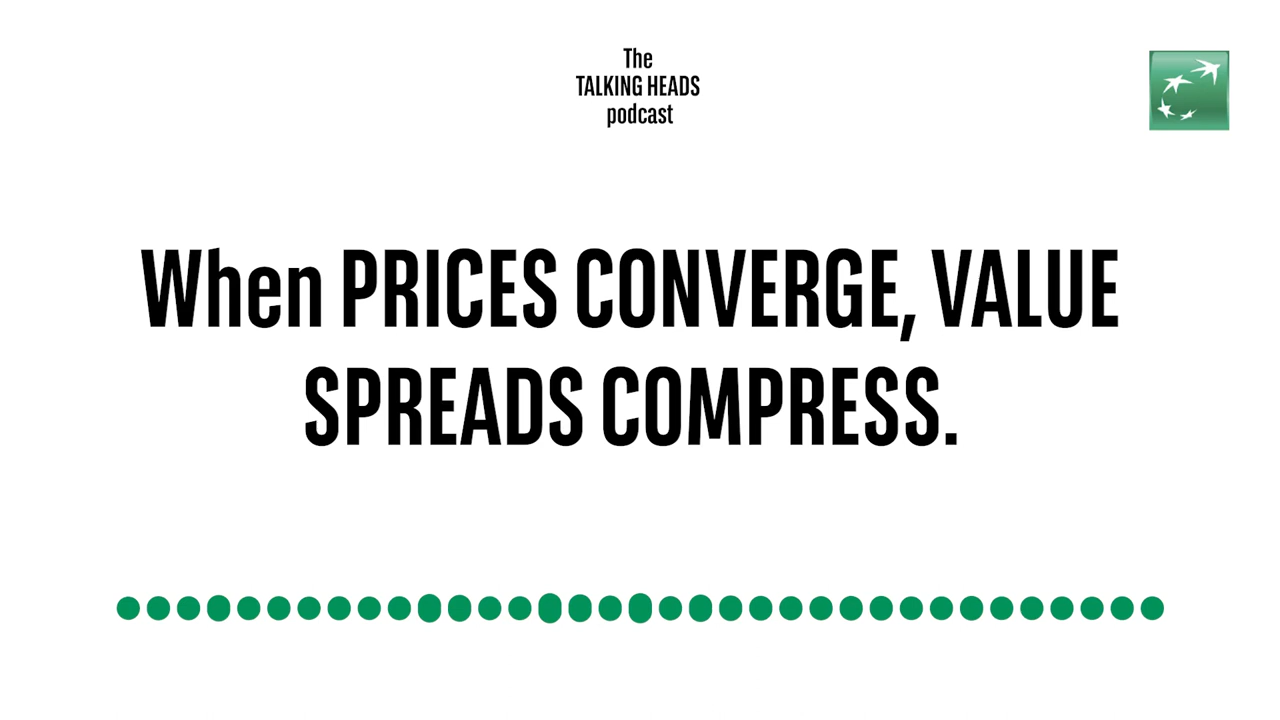 The
TALKING HEADS
podcast
When PRICES CONVERGE, VALUE
SPREADS COMPRESS.